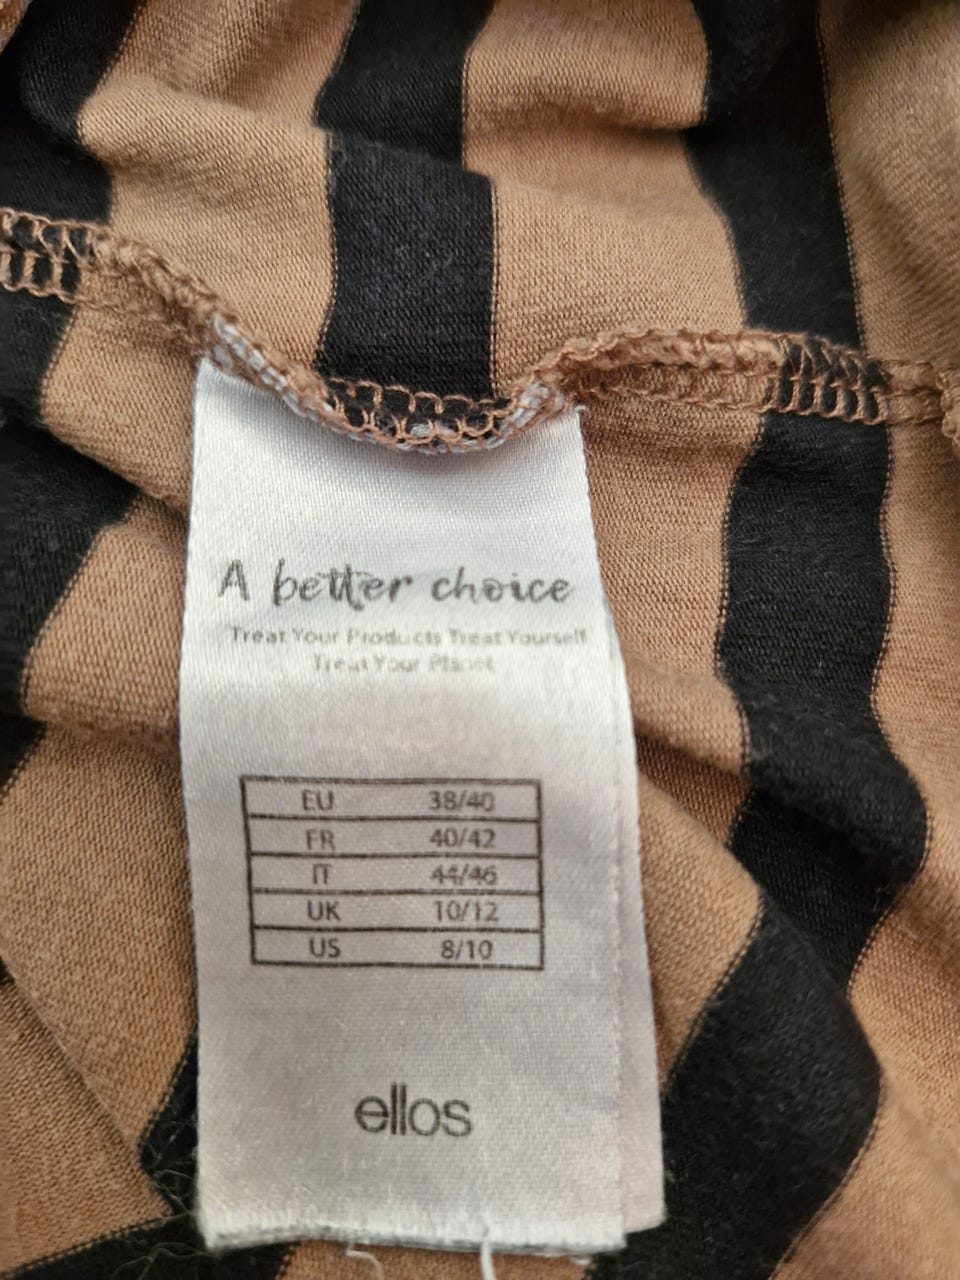 A better choice
Treat Your Products Treat Yourself
Treat Your Planet
EU 38/40
FR 40/42
IT 44/46
UK 10/12
US 8/10
ellos